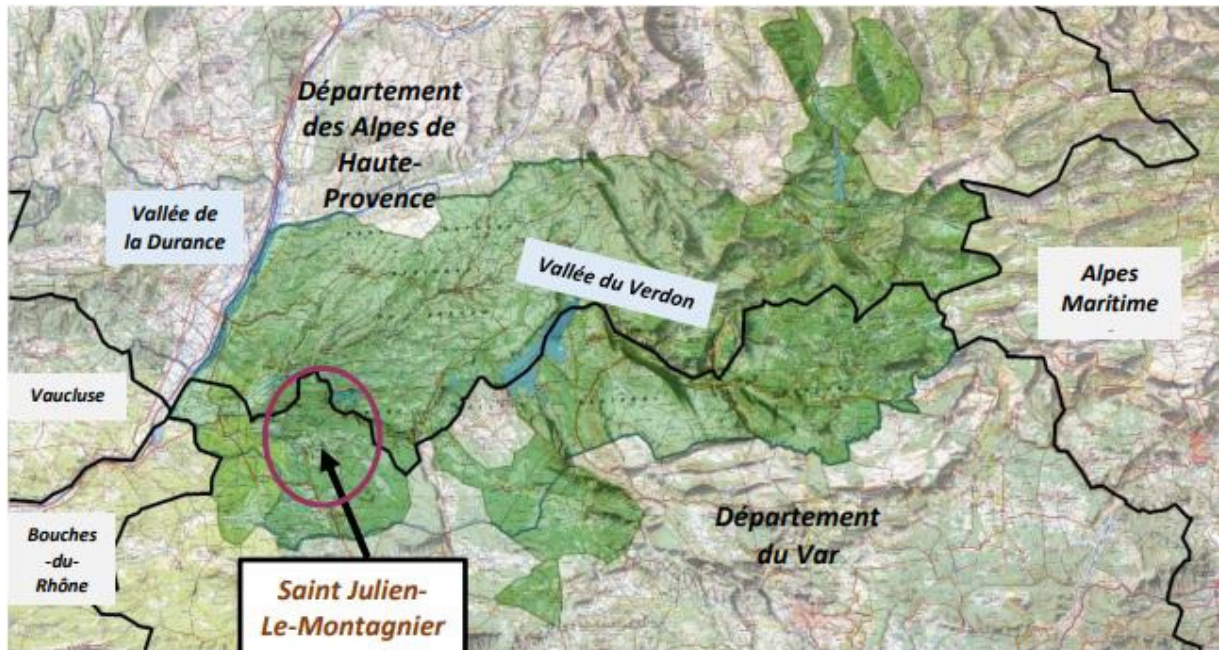 Département
des Alpes de
Haute-
Provence
Vallée de
la Durance
Vallée du Verdon
Alpes
Maritime
Vaucluse
Bouches
-du-
Rhône
Département
du Var
Saint Julien-
Le-Montagnier